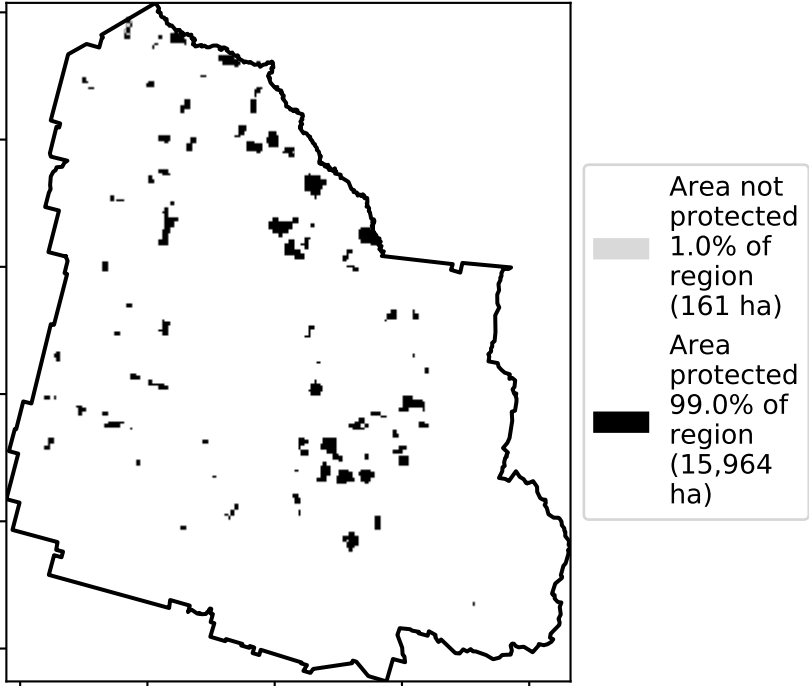 Area not
protected
1.0% of
region
(161 ha)
Area
protected
99.0% of
region
(15,964
ha)